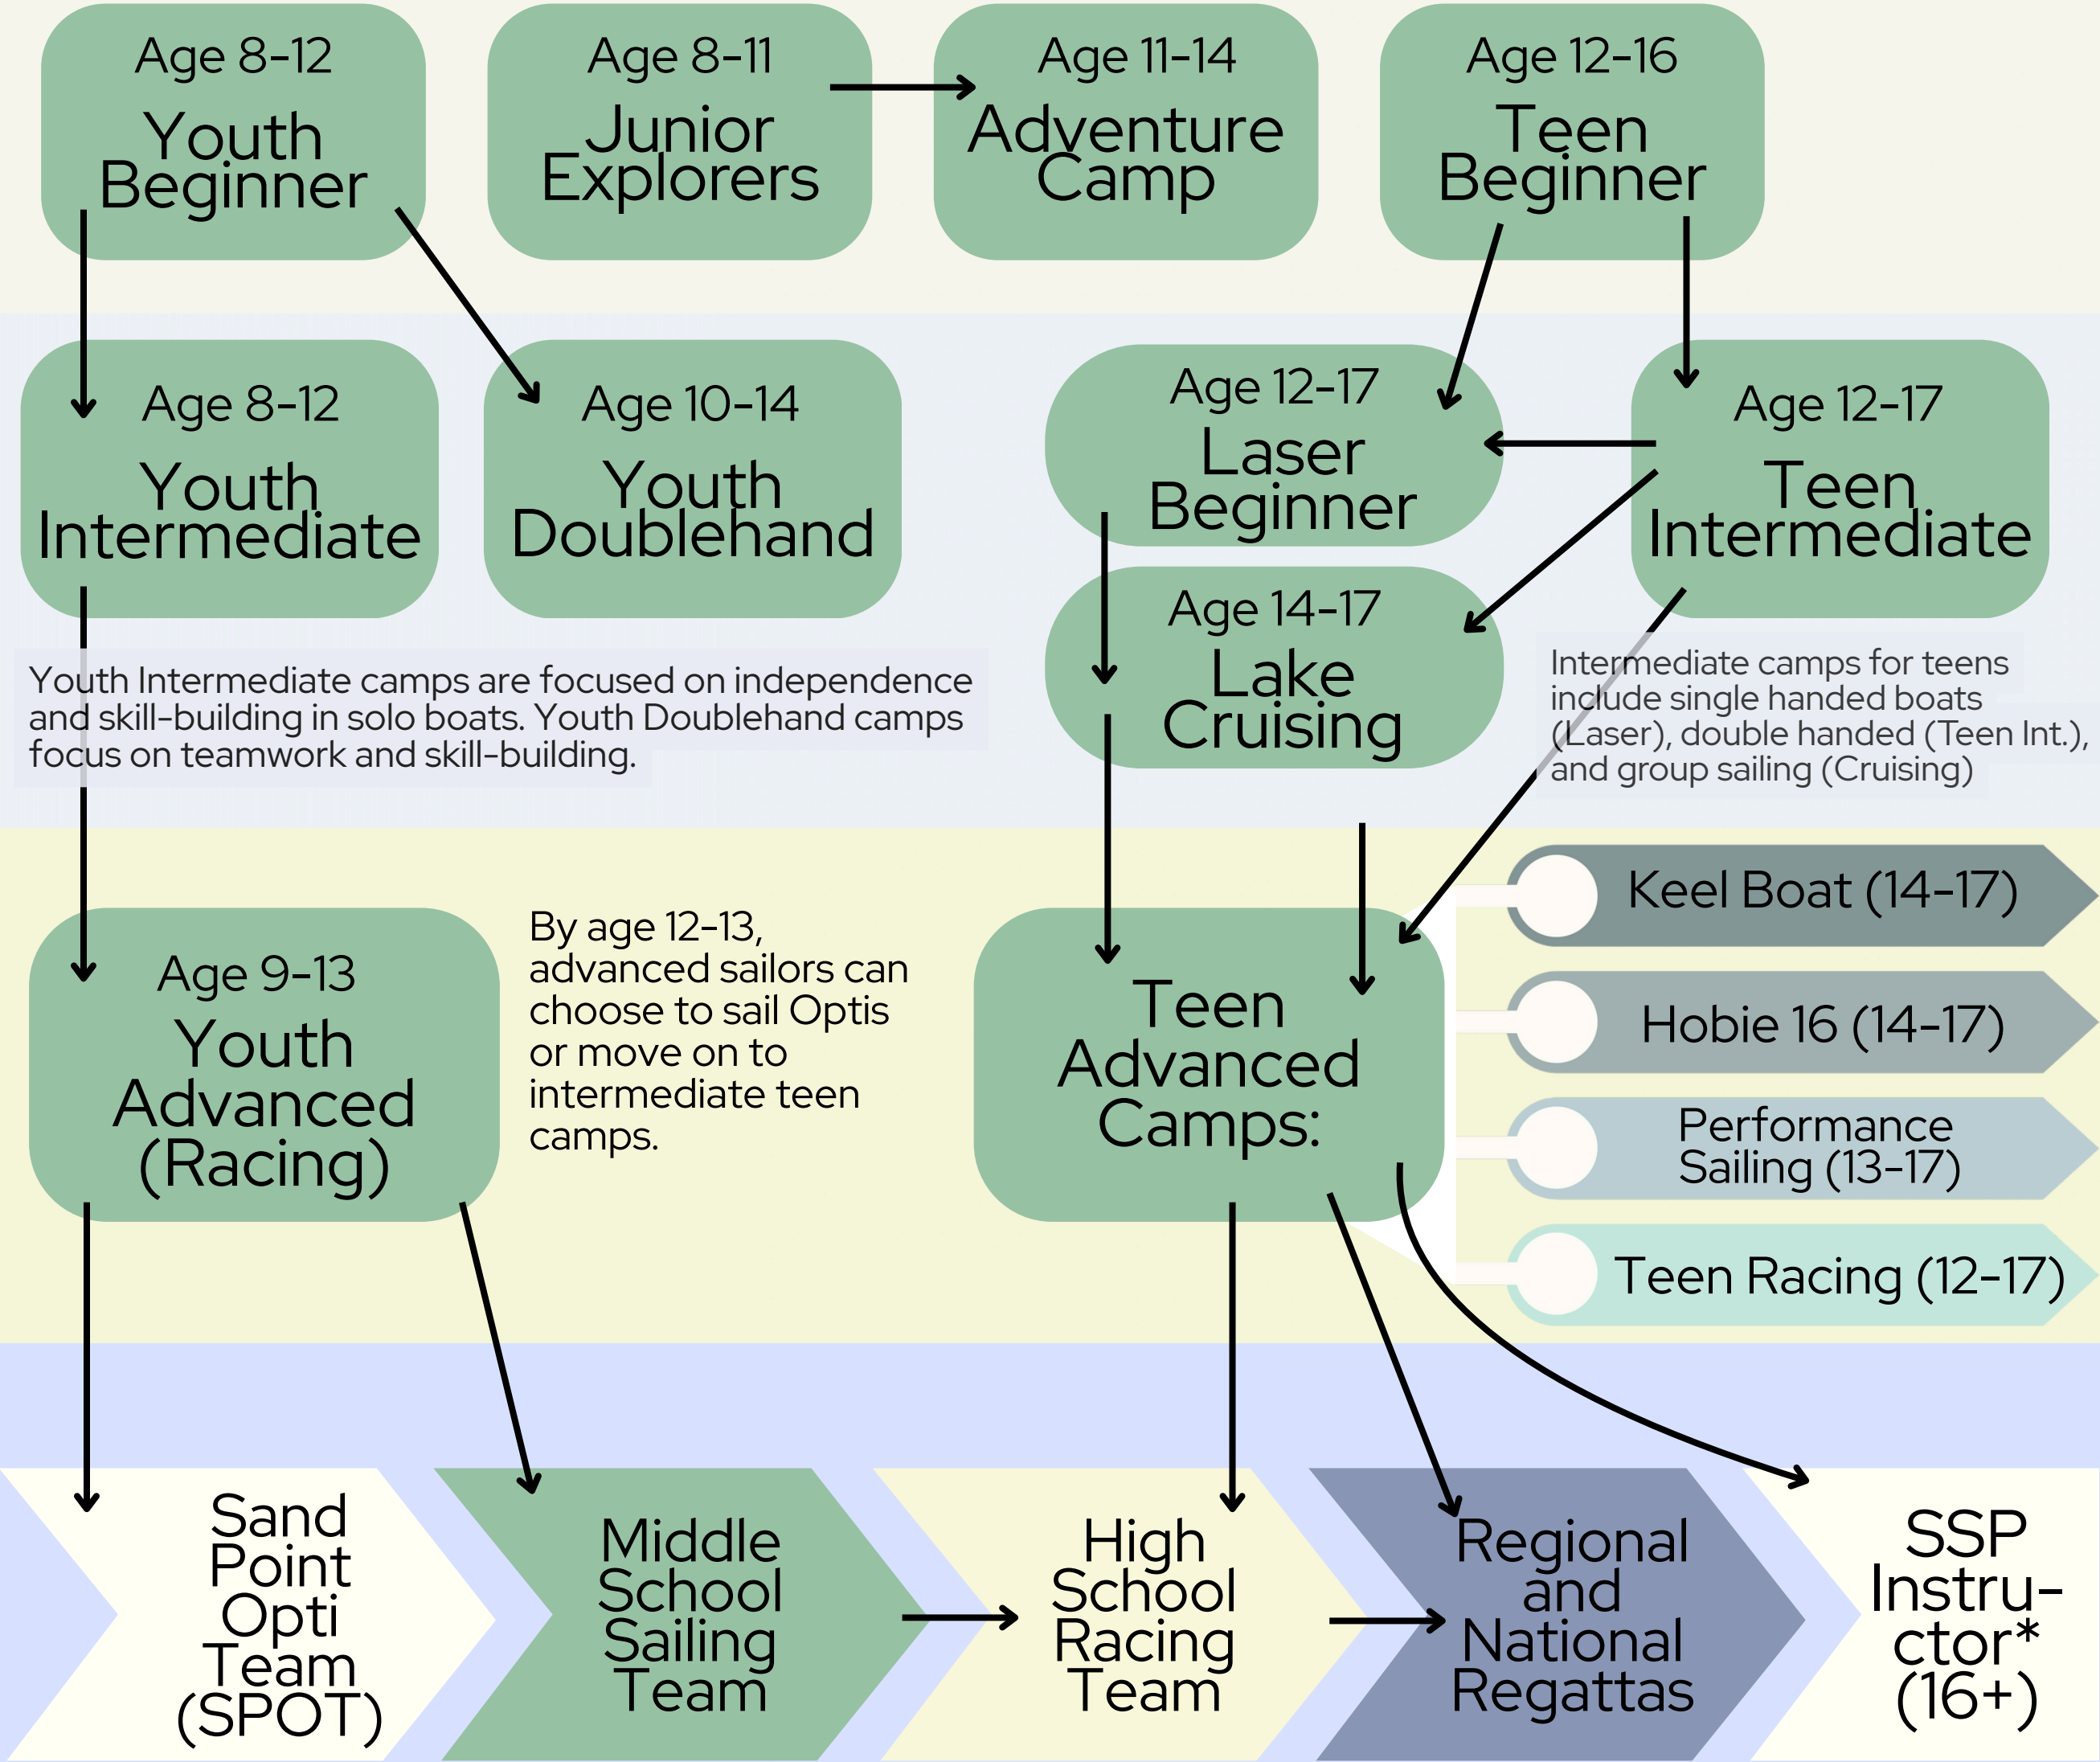 Age 8-12
Youth
Beginner
Age 8-11
Junior
Explorers
Age 11-14
Adventure
Camp
Age 12-16
Teen
Beginner
Age 8-12
Youth
Intermediate
Age 10-14
Youth
Doublehand
Age 12-17
Laser
Beginner
Age 12-17
Teen
Intermediate
Age 14-17
Lake
Cruising
Youth Intermediate camps are focused on independence
and skill-building in solo boats. Youth Doublehand camps
focus on teamwork and skill-building.
Intermediate camps for teens
include single handed boats
(Laser), double handed (Teen Int.),
and group sailing (Cruising)
Age 9-13
Youth
Advanced
(Racing)
By age 12-13,
advanced sailors can
choose to sail Optis
or move on to
intermediate teen
camps.
Teen
Advanced
Camps:
Keel Boat (14-17)
Hobie 16 (14-17)
Performance
Sailing (13-17)
Teen Racing (12-17)
Sand
Point
Opti
Team
(SPOT)
Middle
School
Sailing
Team
High
School
Racing
Team
Regional
and
National
Regattas
SSP
Instru-
ctor*
(16+)